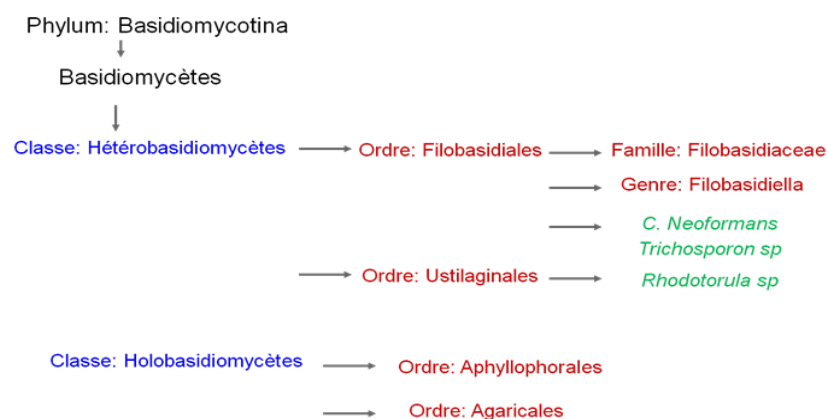 Phylum: Basidiomycotina
Basidiomycètes
Classe: Hétérobasidiomycètes
Ordre: Filobasidiales
Famille: Filobasidiaceae
Genre: Filobasidiella
C. Neoformans
Trichosporon sp
Ordre: Ustilaginales
Rhodotorula sp
Classe: Holobasidiomycètes
Ordre: Aphyllophorales
Ordre: Agaricales